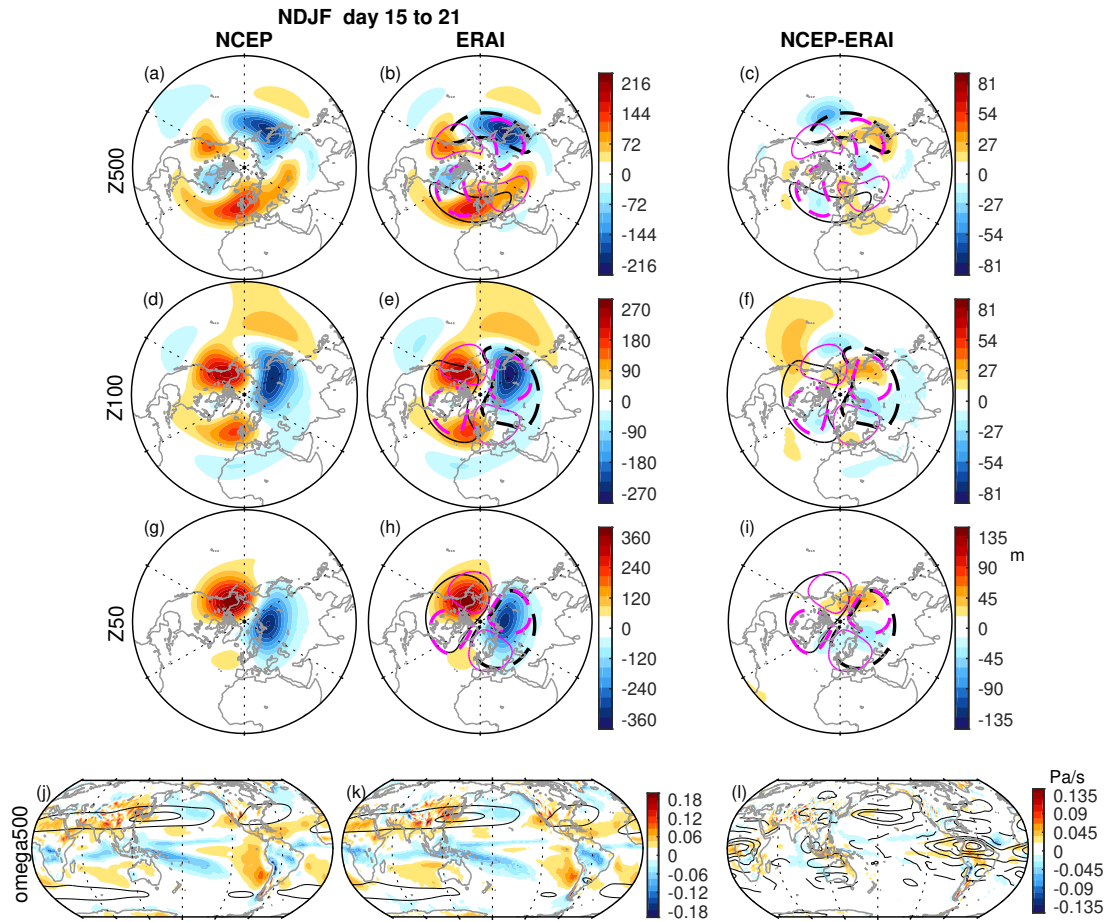 NDJF day 15 to 21
NCEP
ERAI
NCEP-ERAI
Z500
(a)
(b)
216
144
72
0
-72
-144
-216
(c)
81
54
27
0
-27
-54
-81
Z100
(d)
(e)
270
180
90
0
-90
-180
-270
(f)
81
54
27
0
-27
-54
-81
Z50
(g)
(h)
360
240
120
0
-120
-240
-360
(i)
135
90
45
0
-45
-90
-135
m
omega500
(j)
(k)
0.18
0.12
0.06
0
-0.06
-0.12
-0.18
(l)
Pa/s
0.135
0.09
0.045
0
-0.045
-0.09
-0.135